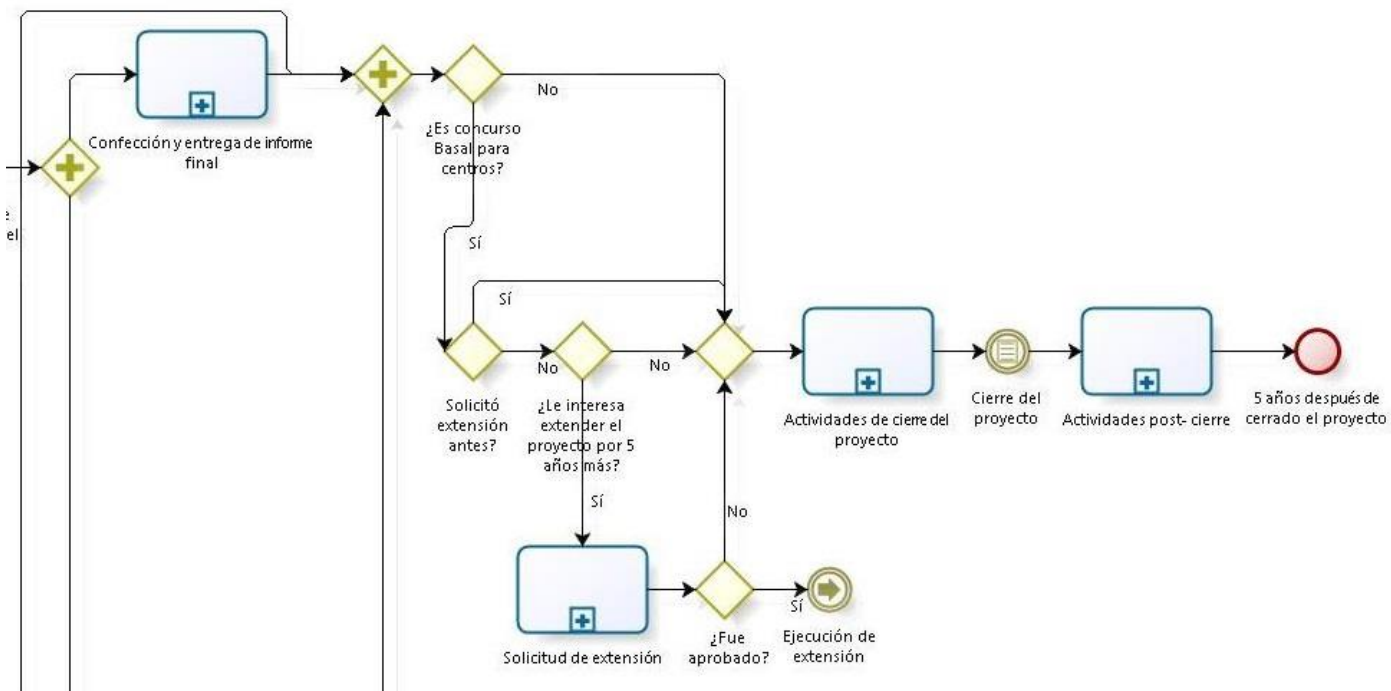 Confección y entrega de informe
final
el
No
¿Es concurso
Basal para
centros?
Sí
Sí
No
No
Solicitó
extensión
antes?
¿Le interesa
extender el
proyecto por 5
años más?
Actividades de cierre del
proyecto
Cierre del
proyecto
Actividades post- cierre
5 años después de
cerrado el proyecto
Sí
No
Solicitud de extensión
¿Fue
aprobado?
Sí
Ejecución de
extensión